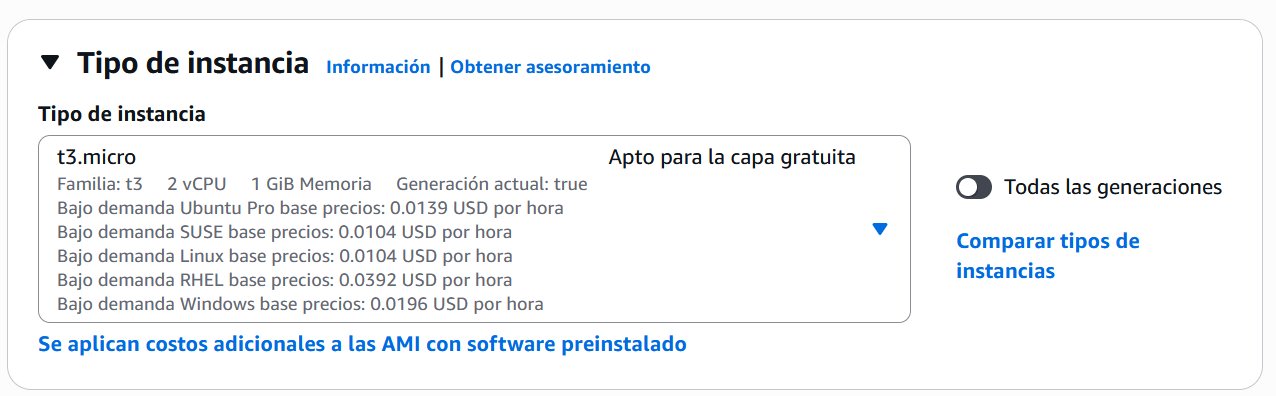 Tipo de instancia Información | Obtener asesoramiento
Tipo de instancia
t3.micro Apto para la capa gratuita
Familia: t3 2 vCPU 1 GiB Memoria Generación actual: true
Bajo demanda Ubuntu Pro base precios: 0.0139 USD por hora
Bajo demanda SUSE base precios: 0.0104 USD por hora
Bajo demanda Linux base precios: 0.0104 USD por hora
Bajo demanda RHEL base precios: 0.0392 USD por hora
Bajo demanda Windows base precios: 0.0196 USD por hora
Todas las generaciones
Comparar tipos de
instancias
Se aplican costos adicionales a las AMI con software preinstalado